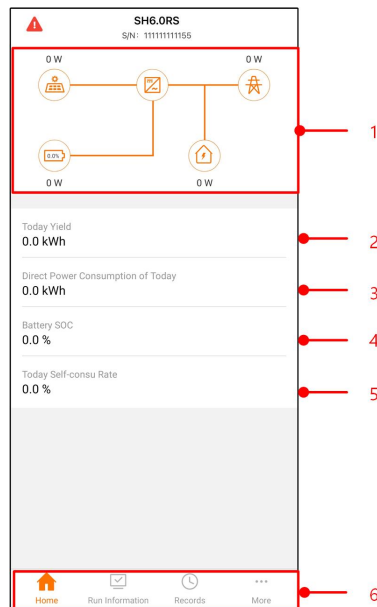 SH6.0RS
S/N: 111111111155
0 W
0 W
0.0%
0 W
0 W
1
Today Yield
0.0 kWh
2
Direct Power Consumption of Today
0.0 kWh
3
Battery SOC
0.0 %
4
Today Self-consu Rate
0.0 %
5
Home
Run Information
Records
More
6